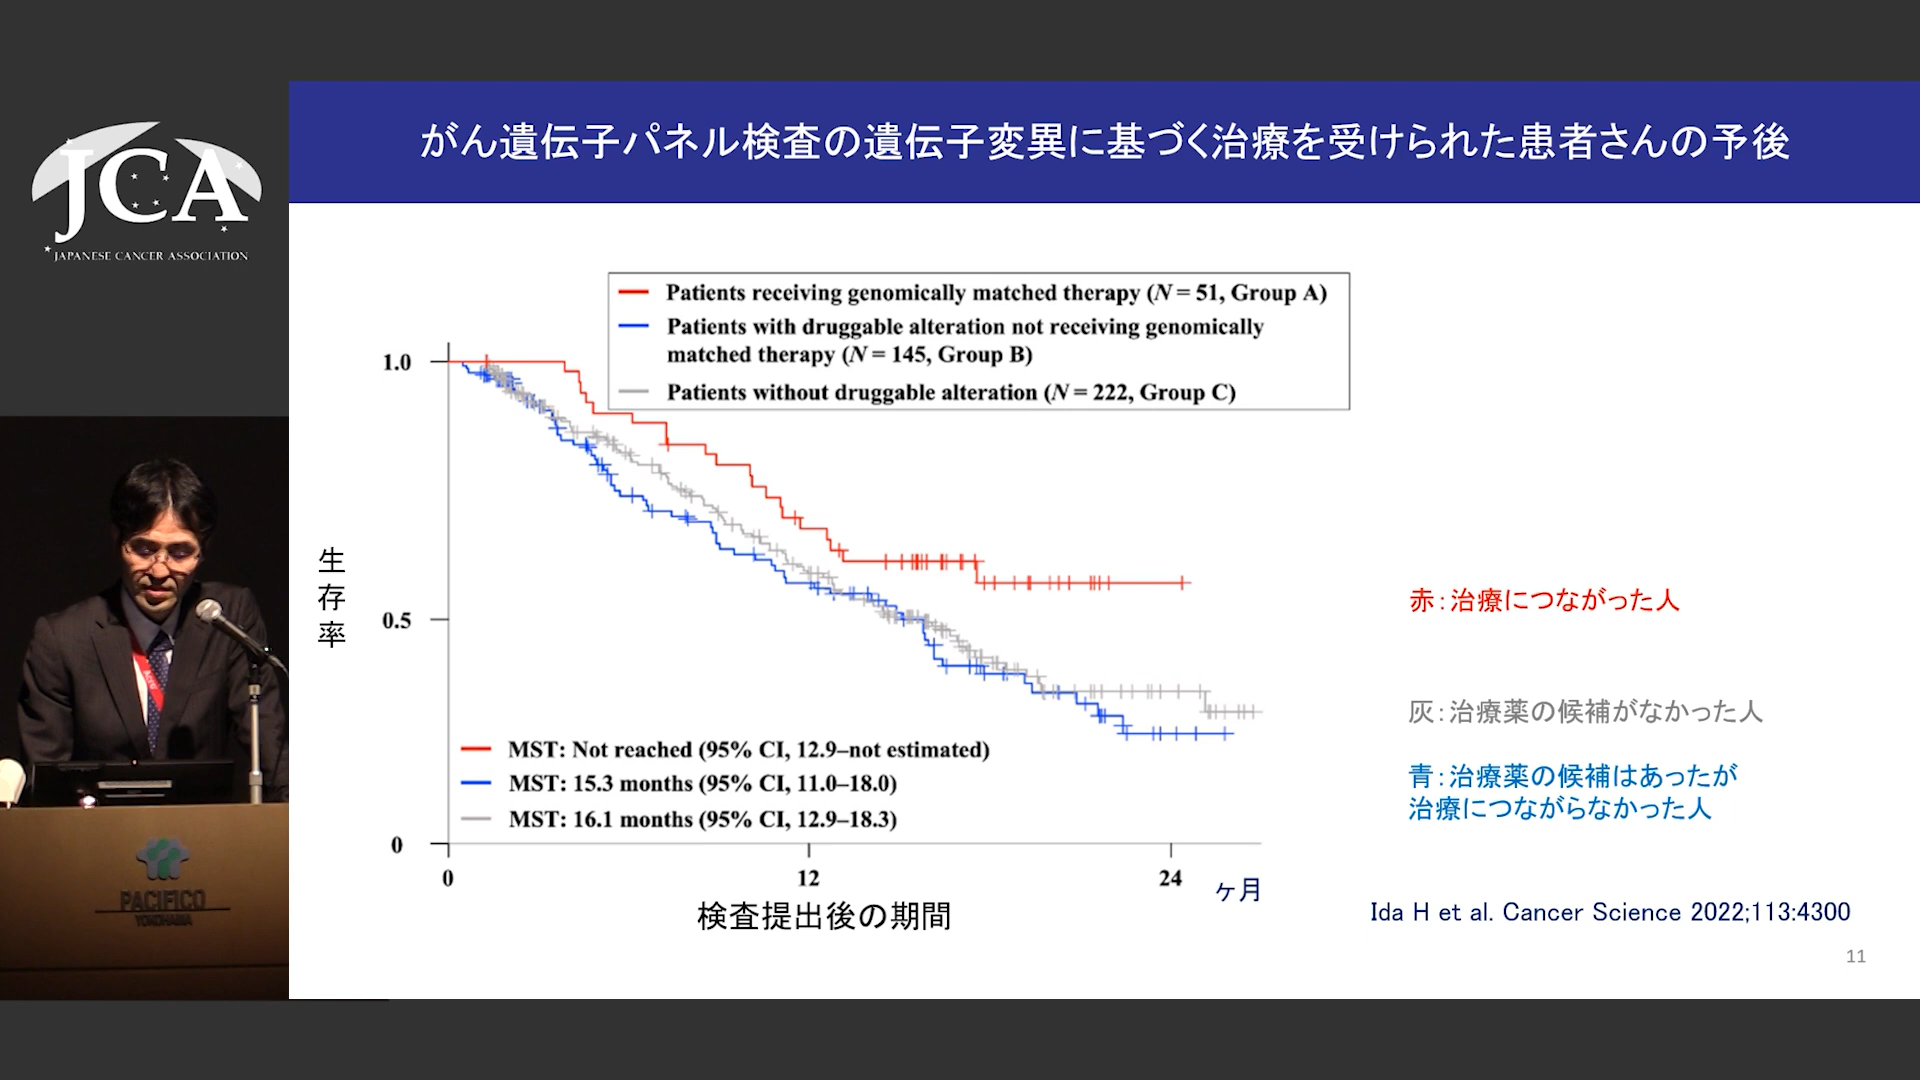 JCA
JAPANESE CANCER ASSOCIATION
がん遺伝子パネル検査の遺伝子変異に基づく治療を受けられた患者さんの予後
Patients receiving genomically matched therapy (N = 51, Group A)
Patients with druggable alteration not receiving genomically
matched therapy (N = 145, Group B)
Patients without druggable alteration (N = 222, Group C)
1.0
0.5
0
生存率
MST: Not reached (95% CI, 12.9–not estimated)
MST: 15.3 months (95% CI, 11.0–18.0)
MST: 16.1 months (95% CI, 12.9–18.3)
0
12
24
ヶ月
検査提出後の期間
赤：治療につながった人
灰：治療薬の候補がなかった人
青：治療薬の候補はあったが
治療につながらなかった人
Ida H et al. Cancer Science 2022;113:4300
11
PACIFICO
YOKOHAMA